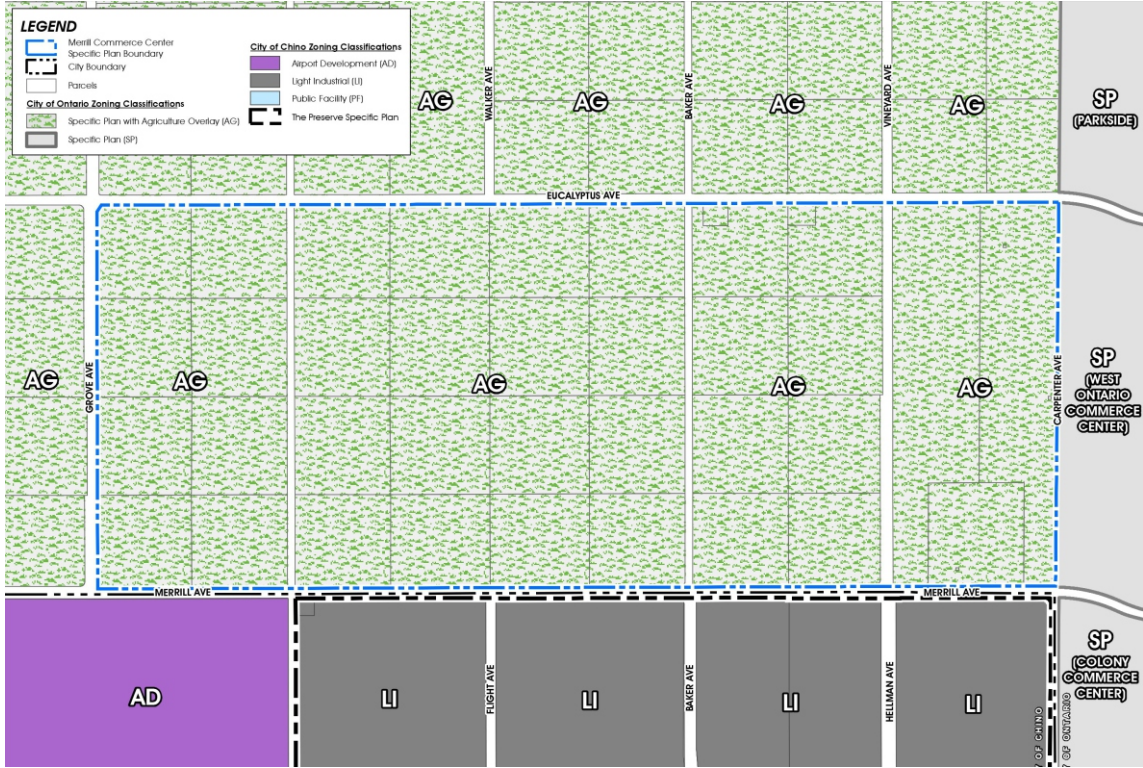 LEGEND
Merrill Commerce Center
Specific Plan Boundary
City Boundary
Parcels
City of Ontario Zoning Classifications
Specific Plan with Agriculture Overlay (AG)
Specific Plan (SP)
City of Chino Zoning Classifications
Airport Development (AD)
Light Industrial (LI)
Public Facility (PF)
The Preserve Specific Plan
AG
WALKER AVE
AG
BAKER AVE
AG
VINEYARD AVE
AG
SP
(PARKSIDE)
EUCALYPTUS AVE
AG
GROVE AVE
AG
AG
AG
AG
CARPENTER AVE
SP
(WEST
ONTARIO
COMMERCE
CENTER)
MERRILL AVE
MERRILL AVE
AD
LI
FLIGHT AVE
LI
BAKER AVE
LI
HELLMAN AVE
LI
Y OF CHINO
Y OF ONTARIO
SP
(COLONY
COMMERCE
CENTER)